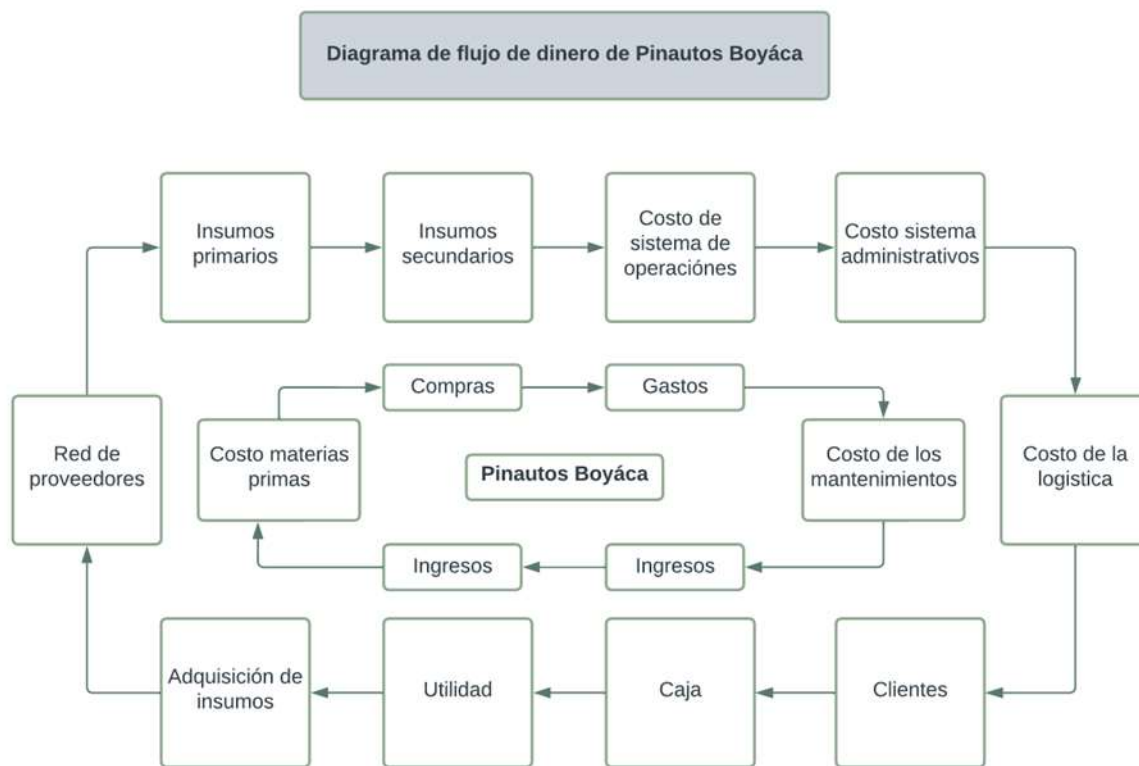 Diagrama de flujo de dinero de Pinautos Boyáca
Insumos
primarios
Insumos
secundarios
Costo de
sistema de
operaciónes
Costo sistema
administrativos
Compras
Gastos
Red de
proveedores
Costo materias
primas
Pinautos Boyáca
Costo de los
mantenimientos
Costo de la
logistica
Ingresos
Ingresos
Adquisición de
insumos
Utilidad
Caja
Clientes